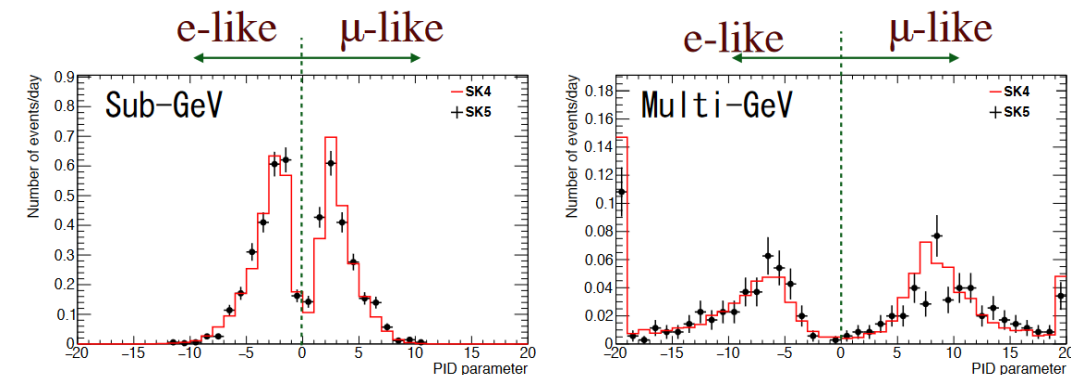 e-like μ-like
Sub-GeV
SK4
SK5
Number of events/day
0.9
0.8
0.7
0.6
0.5
0.4
0.3
0.2
0.1
0
−20 −15 −10 −5 0 5 10 15 20
PID parameter
e-like μ-like
Multi-GeV
SK4
SK5
Number of events/day
0.18
0.16
0.14
0.12
0.1
0.08
0.06
0.04
0.02
0
−20 −15 −10 −5 0 5 10 15 20
PID parameter